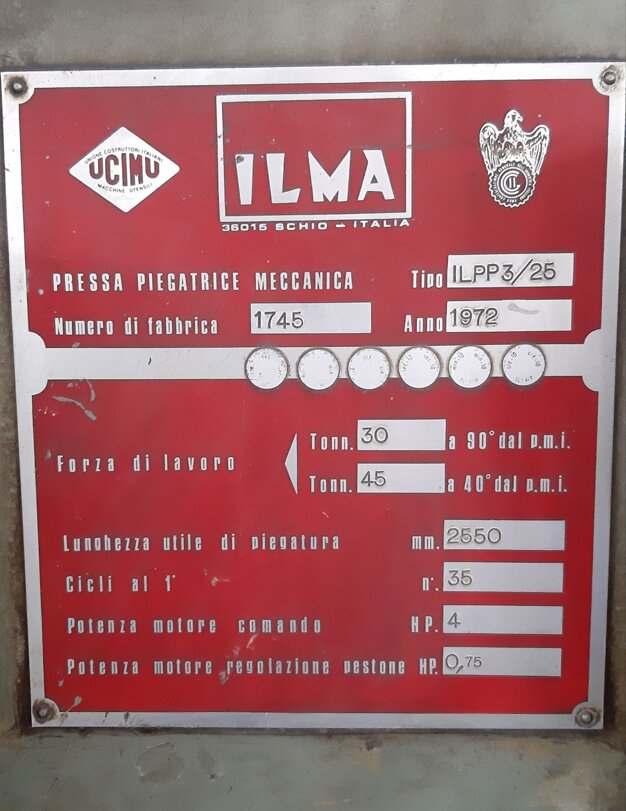 UNIONE COSTRUTTORI ITALIANI
UCIMU
MACCHINE UTENSILI
ILMA
36015 SCHIO - ITALIA
CIL
PRESSA PIEGATRICE MECCANICA Tipo ILPP3/25
Numero di fabbrica 1745 Anno 1972
Forza di lavoro
Tonn. 30 a 90° dal p.m.i.
Tonn. 45 a 40° dal p.m.i.
Lunghezza utile di piegatura mm. 2550
Cicli al 1' n°. 35
Potenza motore comando HP. 4
Potenza motore regolazione pestone HP. 0,75